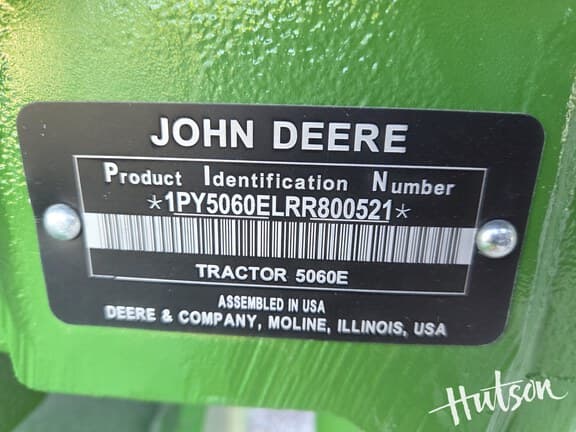 JOHN DEERE
Product Identification Number
*1PY5060ELRR800521*
TRACTOR 5060E
ASSEMBLED IN USA
DEERE & COMPANY, MOLINE, ILLINOIS, USA
Hutson